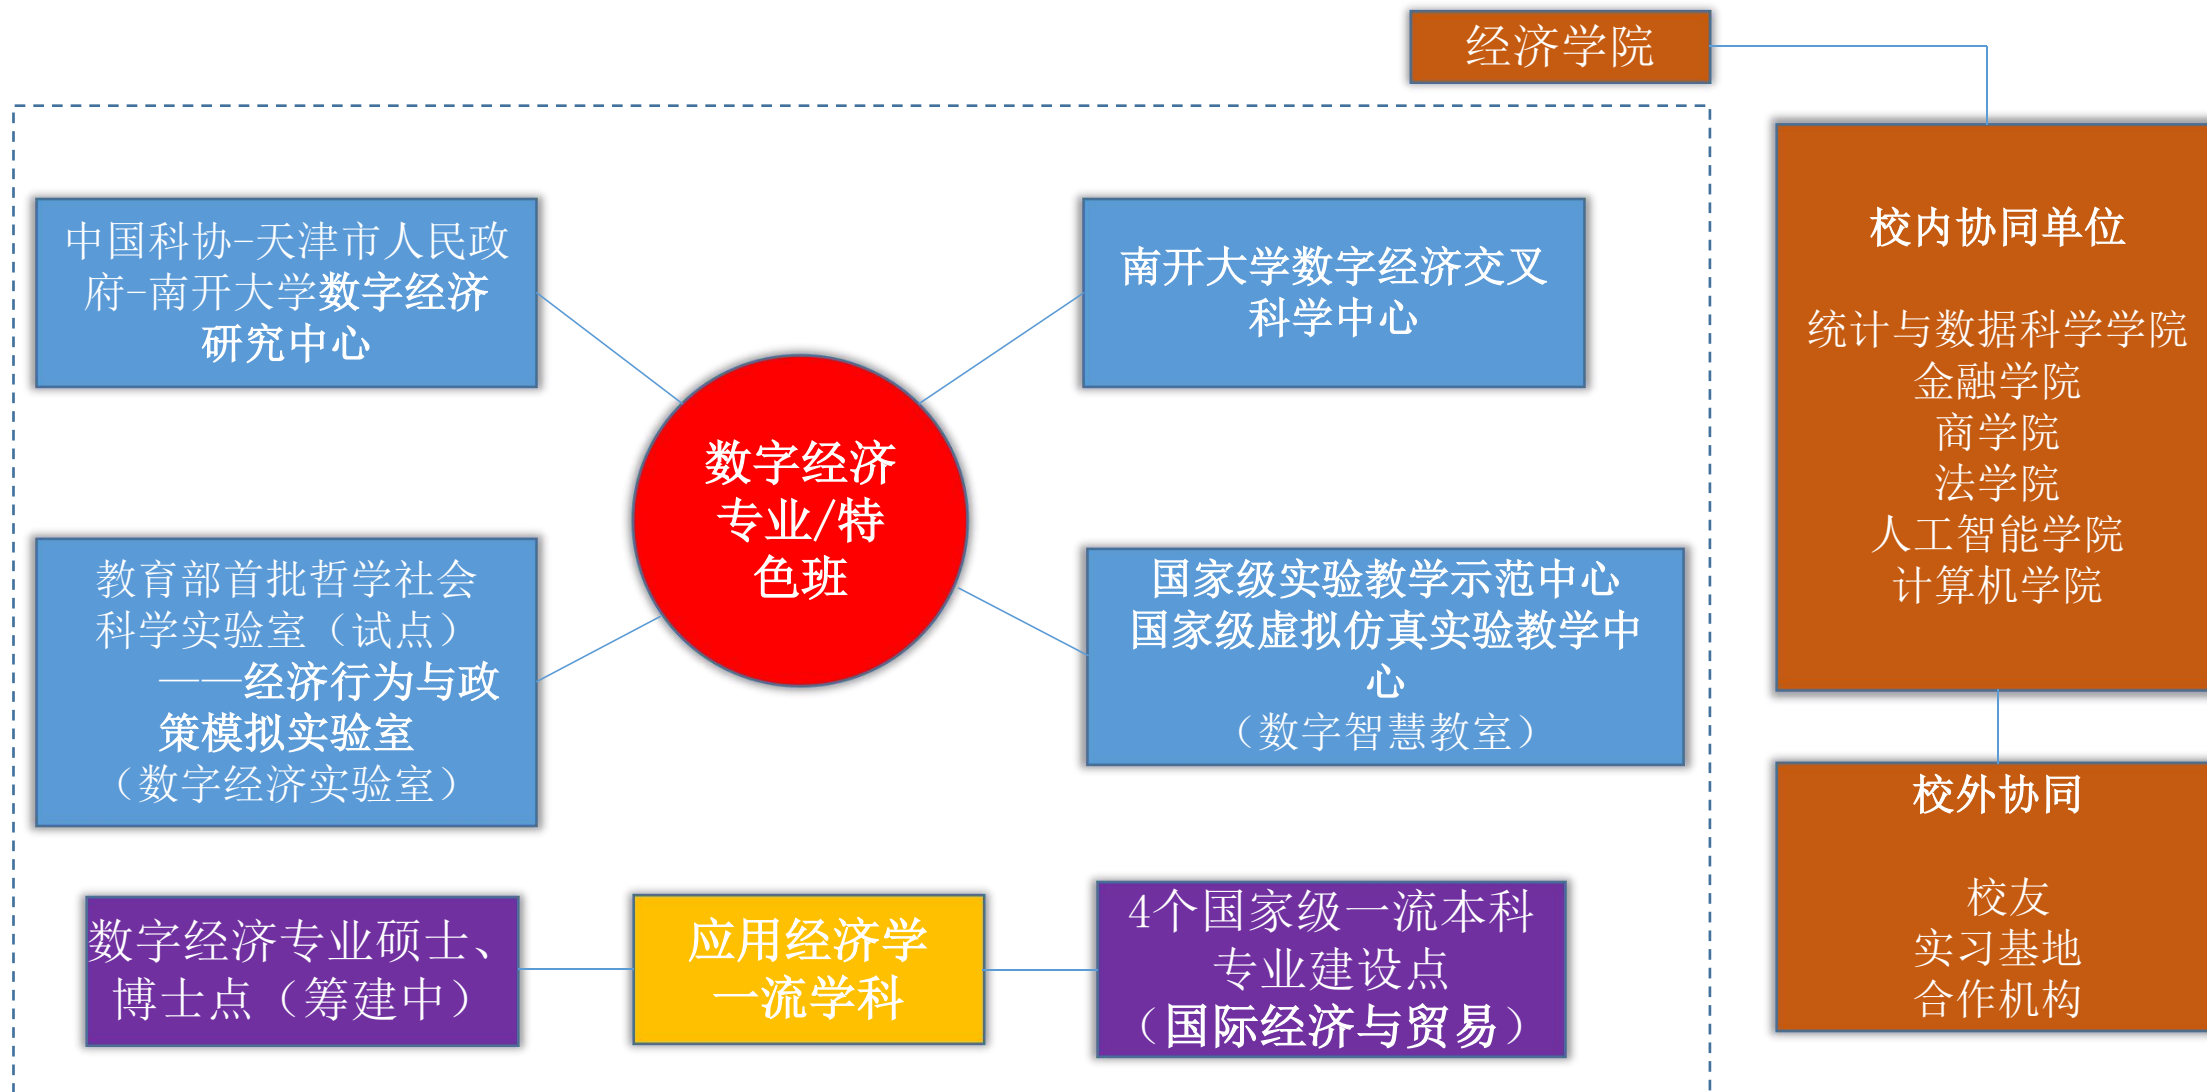 经济学院
中国科协-天津市人民政
府-南开大学数字经济
研究中心
南开大学数字经济交叉
科学中心
数字经济
专业/特
色班
教育部首批哲学社会
科学实验室（试点）
——经济行为与政
策模拟实验室
（数字经济实验室）
国家级实验教学示范中心
国家级虚拟仿真实验教学中
心
（数字智慧教室）
数字经济专业硕士、
博士点（筹建中）
应用经济学
一流学科
4个国家级一流本科
专业建设点
（国际经济与贸易）
校内协同单位
统计与数据科学学院
金融学院
商学院
法学院
人工智能学院
计算机学院
校外协同
校友
实习基地
合作机构